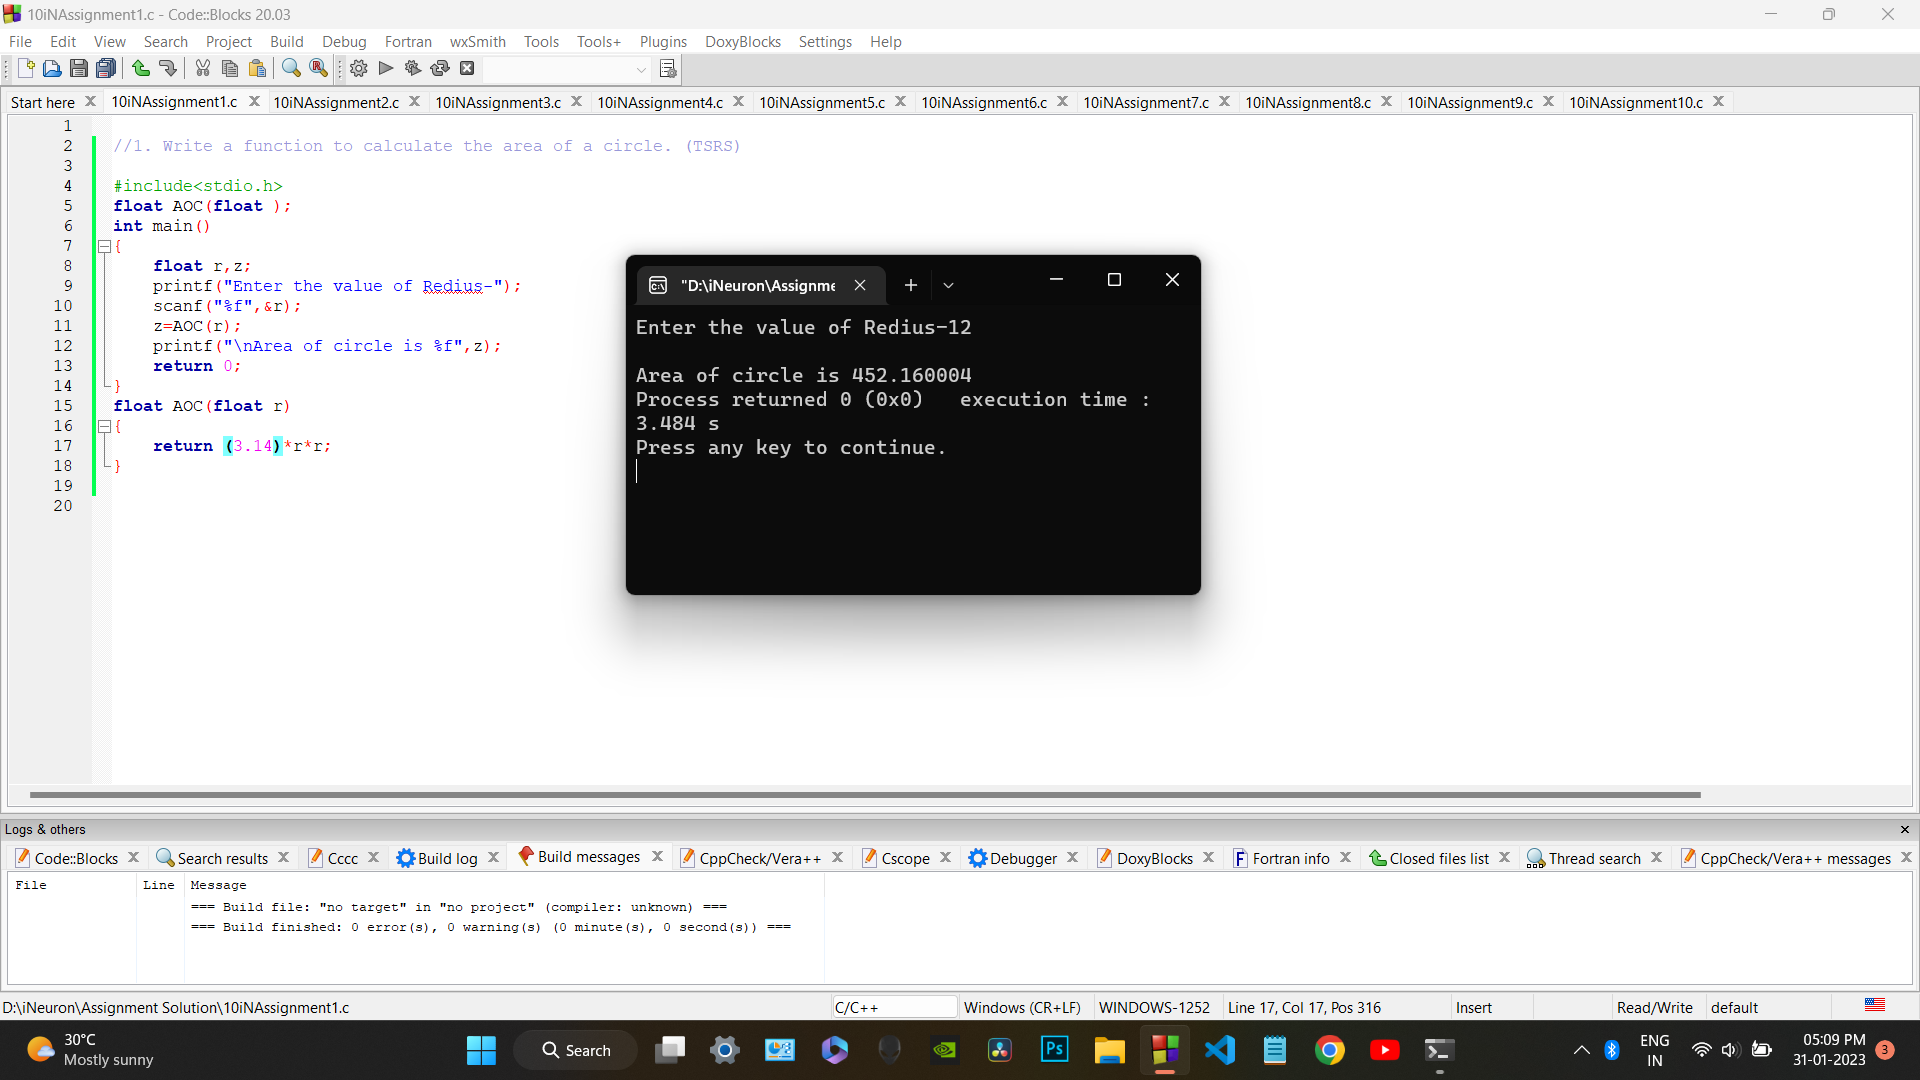 10iNAssignment1.c - Code::Blocks 20.03
File Edit View Search Project Build Debug Fortran wxSmith Tools Tools+ Plugins DoxyBlocks Settings Help
Start here 10iNAssignment1.c 10iNAssignment2.c 10iNAssignment3.c 10iNAssignment4.c 10iNAssignment5.c 10iNAssignment6.c 10iNAssignment7.c 10iNAssignment8.c 10iNAssignment9.c 10iNAssignment10.c
1
2 //1. Write a function to calculate the area of a circle. (TSRS)
3
4 #include<stdio.h>
5 float AOC(float );
6 int main()
7 {
8 float r,z;
9 printf("Enter the value of Redius-");
10 scanf("%f",&r);
11 z=AOC(r);
12 printf("\nArea of circle is %f",z);
13 return 0;
14 }
15 float AOC(float r)
16 {
17 return (3.14)*r*r;
18 }
19
20
"D:\iNeuron\Assignme
Enter the value of Redius-12
Area of circle is 452.160004
Process returned 0 (0x0)   execution time :
3.484 s
Press any key to continue.
Logs & others
Code::Blocks Search results Cccc Build log Build messages CppCheck/Vera++ Cscope Debugger DoxyBlocks Fortran info Closed files list Thread search CppCheck/Vera++ messages
File Line Message
=== Build file: "no target" in "no project" (compiler: unknown) ===
=== Build finished: 0 error(s), 0 warning(s) (0 minute(s), 0 second(s)) ===
D:\iNeuron\Assignment Solution\10iNAssignment1.c C/C++ Windows (CR+LF) WINDOWS-1252 Line 17, Col 17, Pos 316 Insert Read/Write default
30°C
Mostly sunny
Search
Ps
ENG
IN
05:09 PM
31-01-2023
3